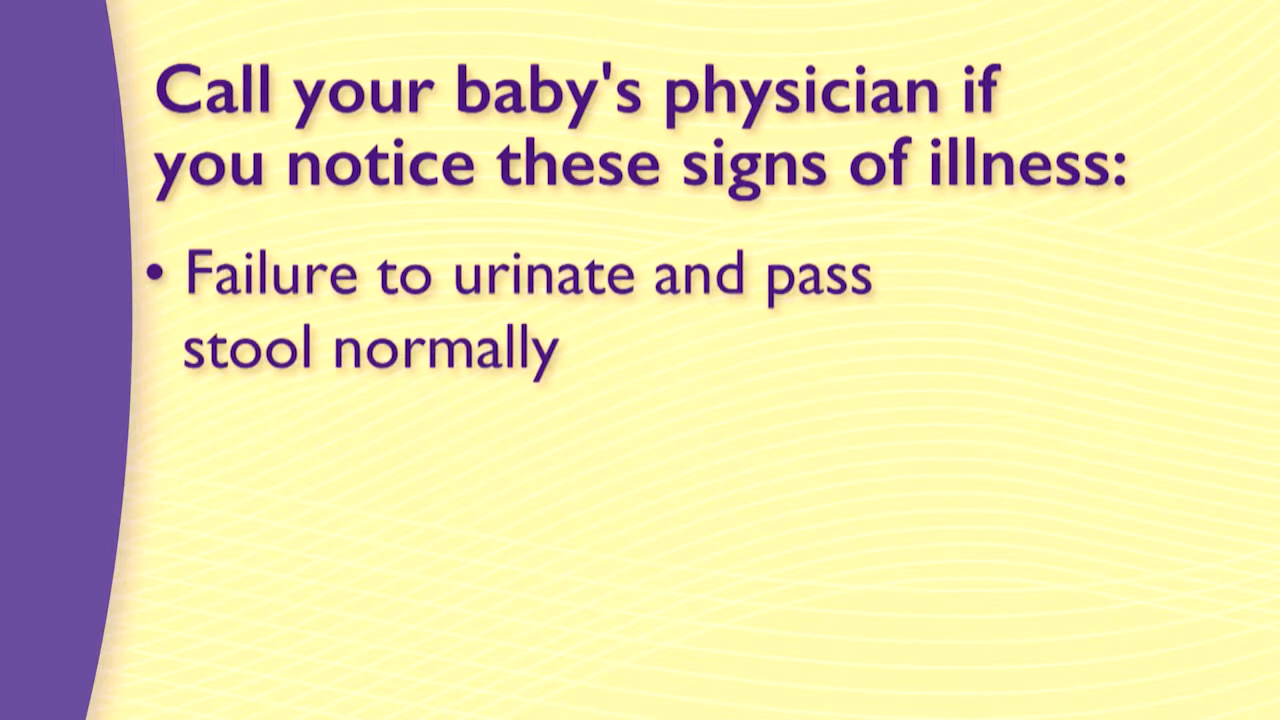 Call your baby's physician if
you notice these signs of illness:
• Failure to urinate and pass
stool normally